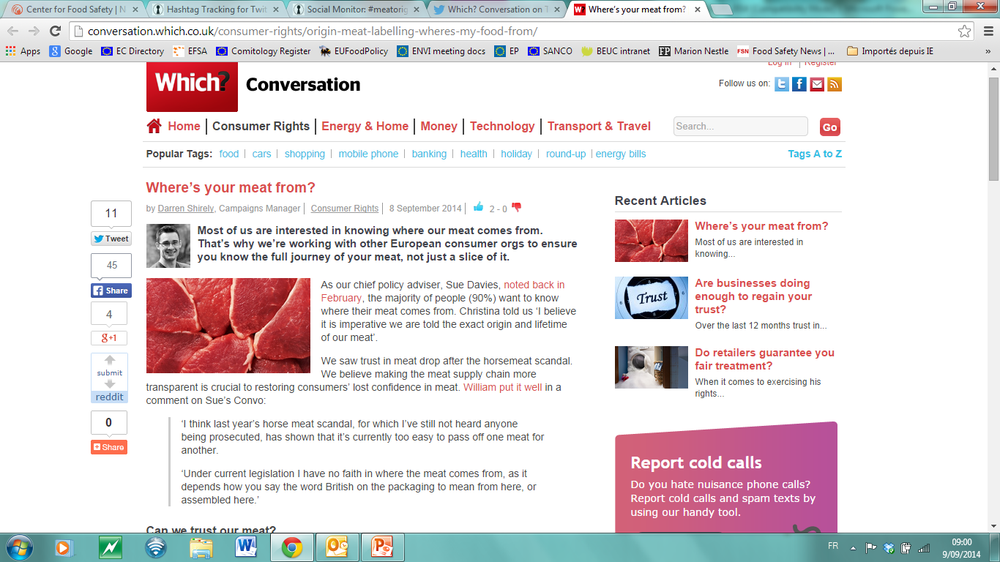 Center for Food Safety | N
Hashtag Tracking for Twit
Social Monitor: #meatorig
Which? Conversation on T
Where's your meat from?
conversation.which.co.uk/consumer-rights/origin-meat-labelling-wheres-my-food-from/
Apps Google EC Directory EFSA Comitology Register EUFoodPolicy ENVI meeting docs EP SANCO BEUC intranet FP Marion Nestle FSN Food Safety News | ... Importés depuis IE »
Log in | Register
Which? Conversation
Follow us on:
Home | Consumer Rights | Energy & Home | Money | Technology | Transport & Travel
Search...
Go
Popular Tags: food | cars | shopping | mobile phone | banking | health | holiday | round-up | energy bills
Tags A to Z
Where's your meat from?
by Darren Shirely, Campaigns Manager | Consumer Rights | 8 September 2014 | 2 - 0
Most of us are interested in knowing where our meat comes from.
That's why we're working with other European consumer orgs to ensure
you know the full journey of your meat, not just a slice of it.
11
Tweet
45
Share
4
g+1
submit
reddit
0
Share
As our chief policy adviser, Sue Davies, noted back in
February, the majority of people (90%) want to know
where their meat comes from. Christina told us ‘I believe
it is imperative we are told the exact origin and lifetime
of our meat’.
We saw trust in meat drop after the horsemeat scandal.
We believe making the meat supply chain more
transparent is crucial to restoring consumers’ lost confidence in meat. William put it well in a
comment on Sue’s Convo:
‘I think last year’s horse meat scandal, for which I’ve still not heard anyone
being prosecuted, has shown that it’s currently too easy to pass off one meat for
another.
‘Under current legislation I have no faith in where the meat comes from, as it
depends how you say the word British on the packaging to mean from here, or
assembled here.’
Can we trust our meat?
Recent Articles
Where’s your meat from?
Most of us are interested in
knowing...
Trust
Are businesses doing
enough to regain your
trust?
Over the last 12 months trust in...
Do retailers guarantee you
fair treatment?
When it comes to exercising his
rights...
Report cold calls
Do you hate nuisance phone calls?
Report cold calls and spam texts by
using our handy tool.
FR
09:00
9/09/2014